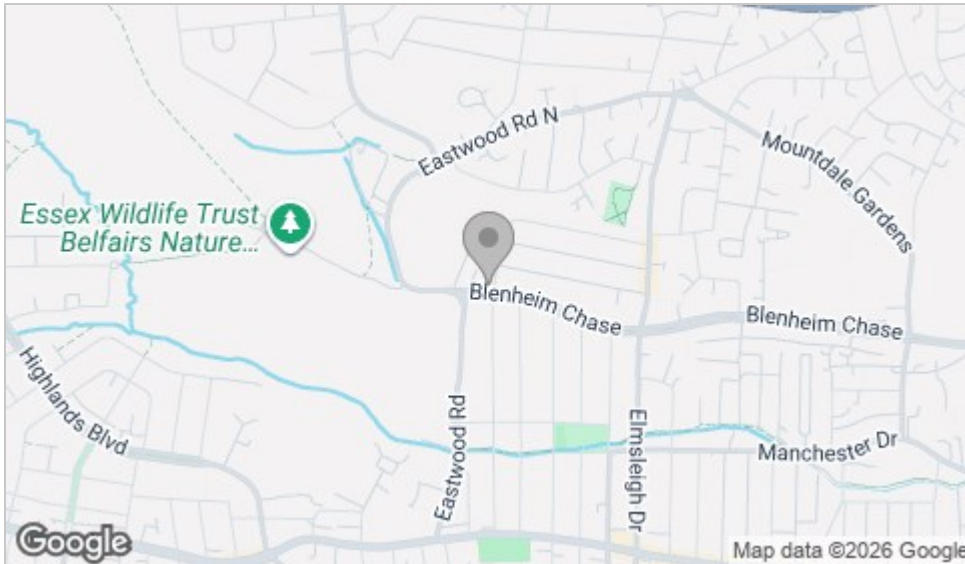 Eastwood Rd N
Mountdale Gardens
Essex Wildlife Trust
Belfairs Nature...
Blenheim Chase
Blenheim Chase
Highlands Blvd
Eastwood Rd
Elmsleigh Dr
Manchester Dr
Google
Map data ©2026 Google